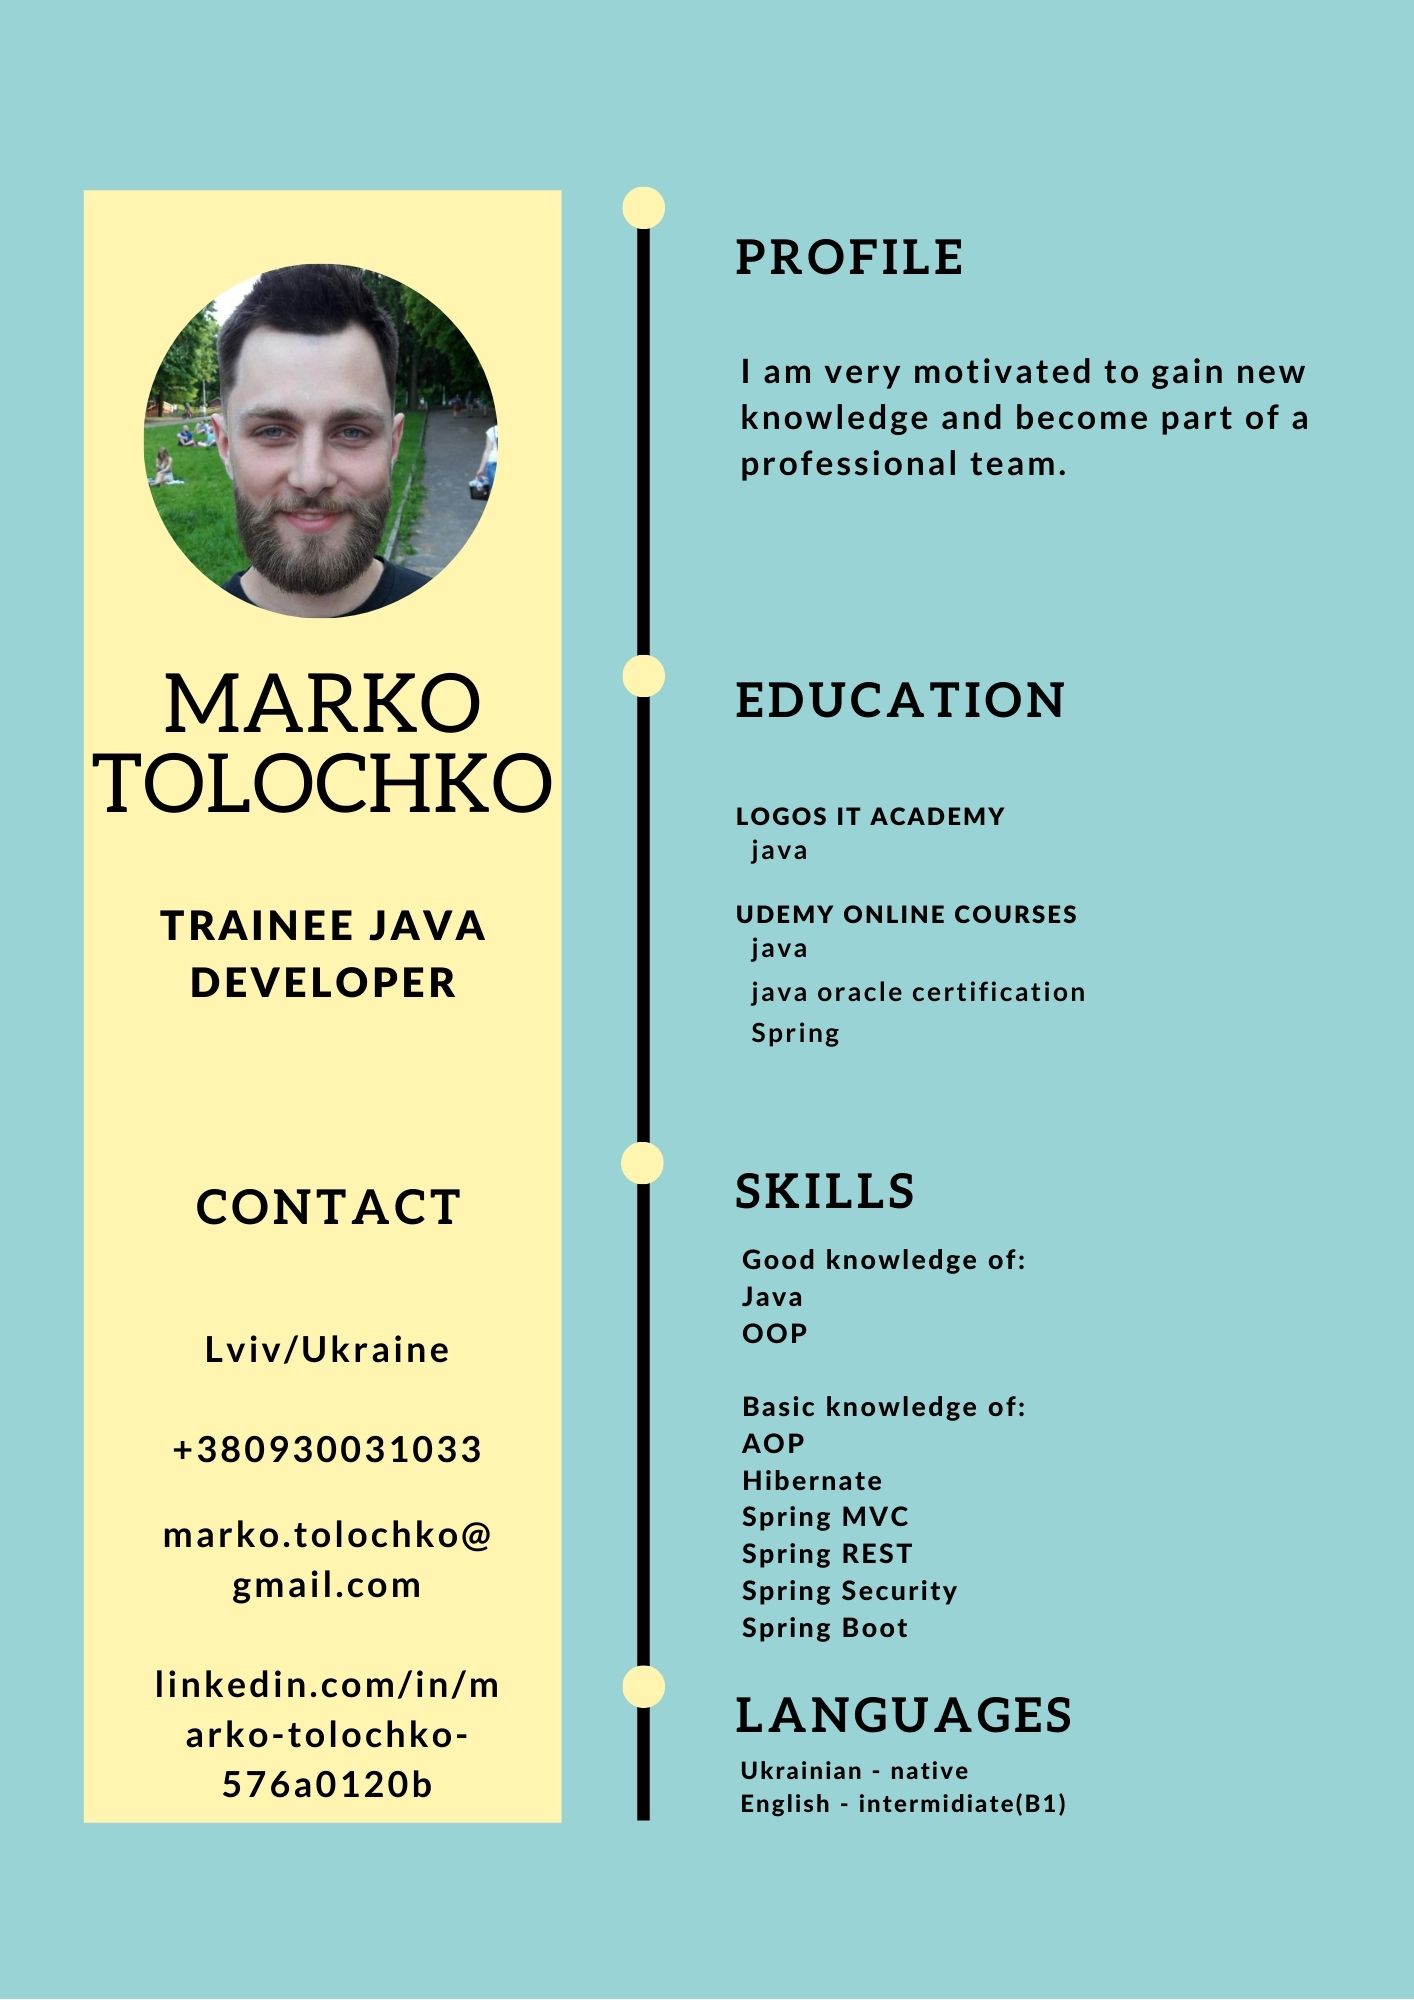 MARKO
TOLOCHKO
TRAINEE JAVA
DEVELOPER
CONTACT
Lviv/Ukraine
+380930031033
marko.tolochko@
gmail.com
linkedin.com/in/m
arko-tolochko-
576a0120b
PROFILE
I am very motivated to gain new
knowledge and become part of a
professional team.
EDUCATION
LOGOS IT ACADEMY
java
UDEMY ONLINE COURSES
java
java oracle certification
Spring
SKILLS
Good knowledge of:
Java
OOP
Basic knowledge of:
AOP
Hibernate
Spring MVC
Spring REST
Spring Security
Spring Boot
LANGUAGES
Ukrainian - native
English - intermidiate(B1)